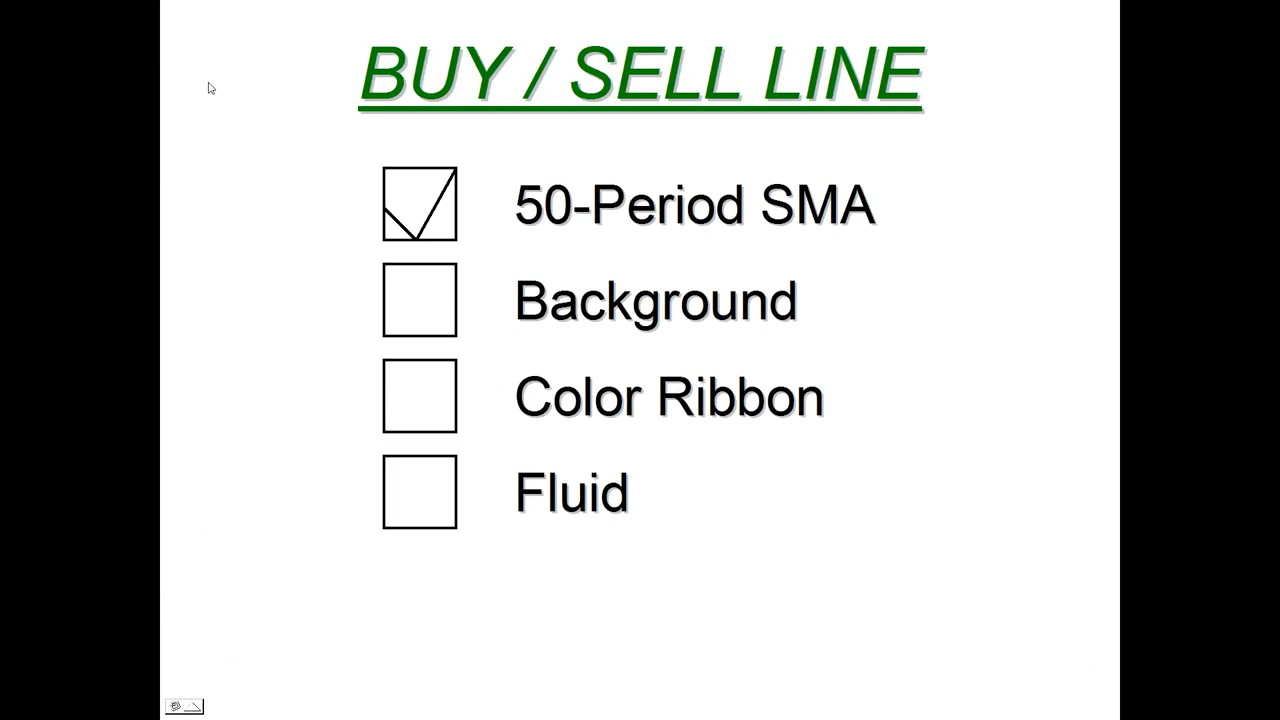 BUY / SELL LINE
50-Period SMA
Background
Color Ribbon
Fluid